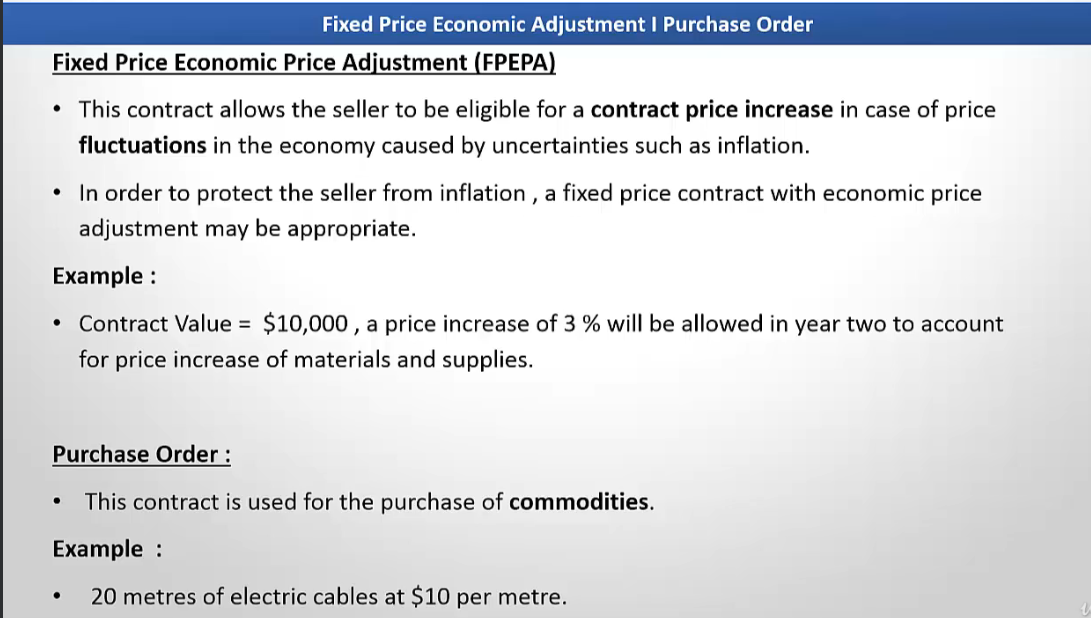 Fixed Price Economic Adjustment I Purchase Order
Fixed Price Economic Price Adjustment (FPEPA)
• This contract allows the seller to be eligible for a contract price increase in case of price
fluctuations in the economy caused by uncertainties such as inflation.
• In order to protect the seller from inflation , a fixed price contract with economic price
adjustment may be appropriate.
Example :
• Contract Value = $10,000 , a price increase of 3 % will be allowed in year two to account
for price increase of materials and supplies.
Purchase Order :
• This contract is used for the purchase of commodities.
Example :
• 20 metres of electric cables at $10 per metre.